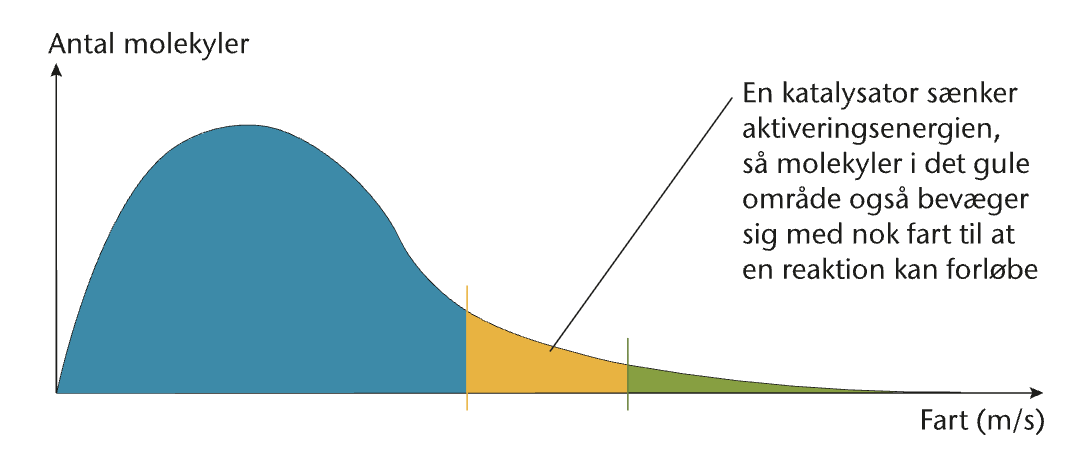 Antal molekyler
En katalysator sænker
aktiveringsenergien,
så molekyler i det gule
område også bevæger
sig med nok fart til at
en reaktion kan forløbe
Fart (m/s)